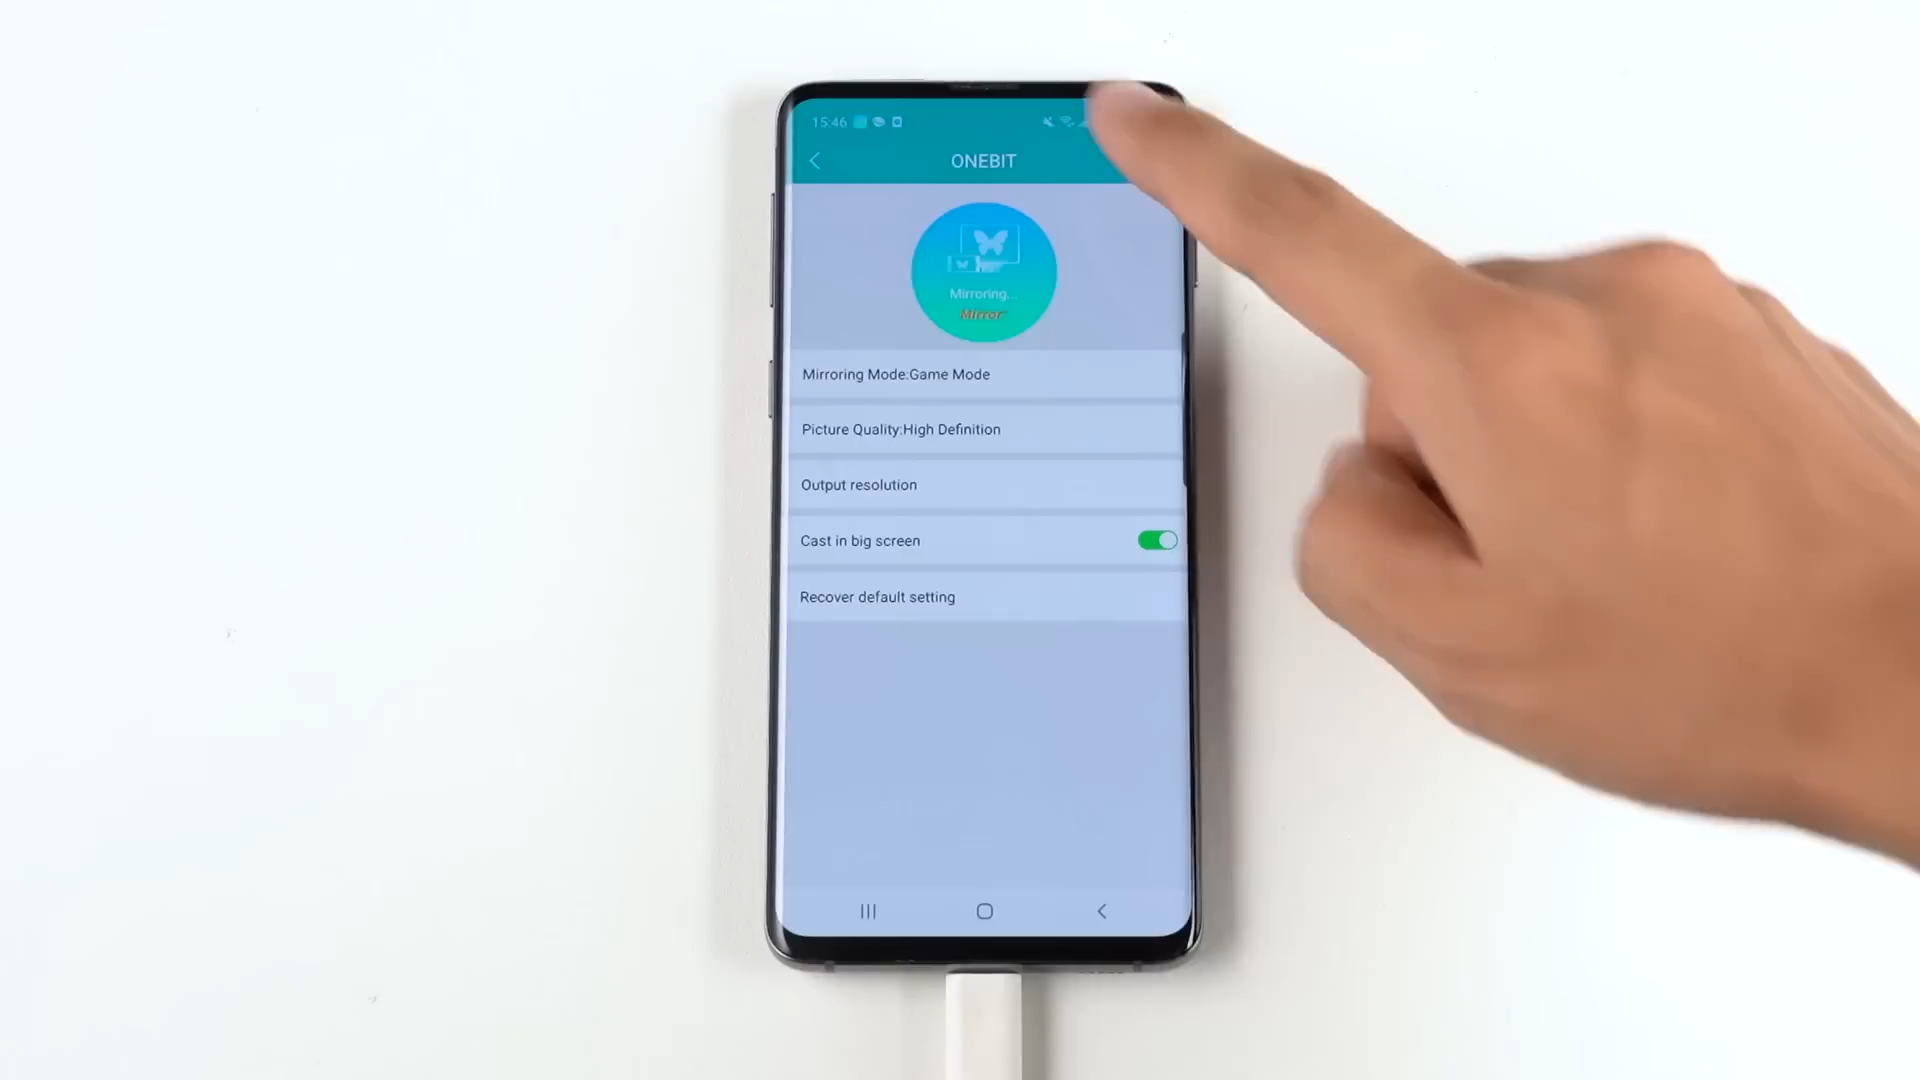 15:46
ONEBIT
Mirroring...
Mirror
Mirroring Mode:Game Mode
Picture Quality:High Definition
Output resolution
Cast in big screen
Recover default setting